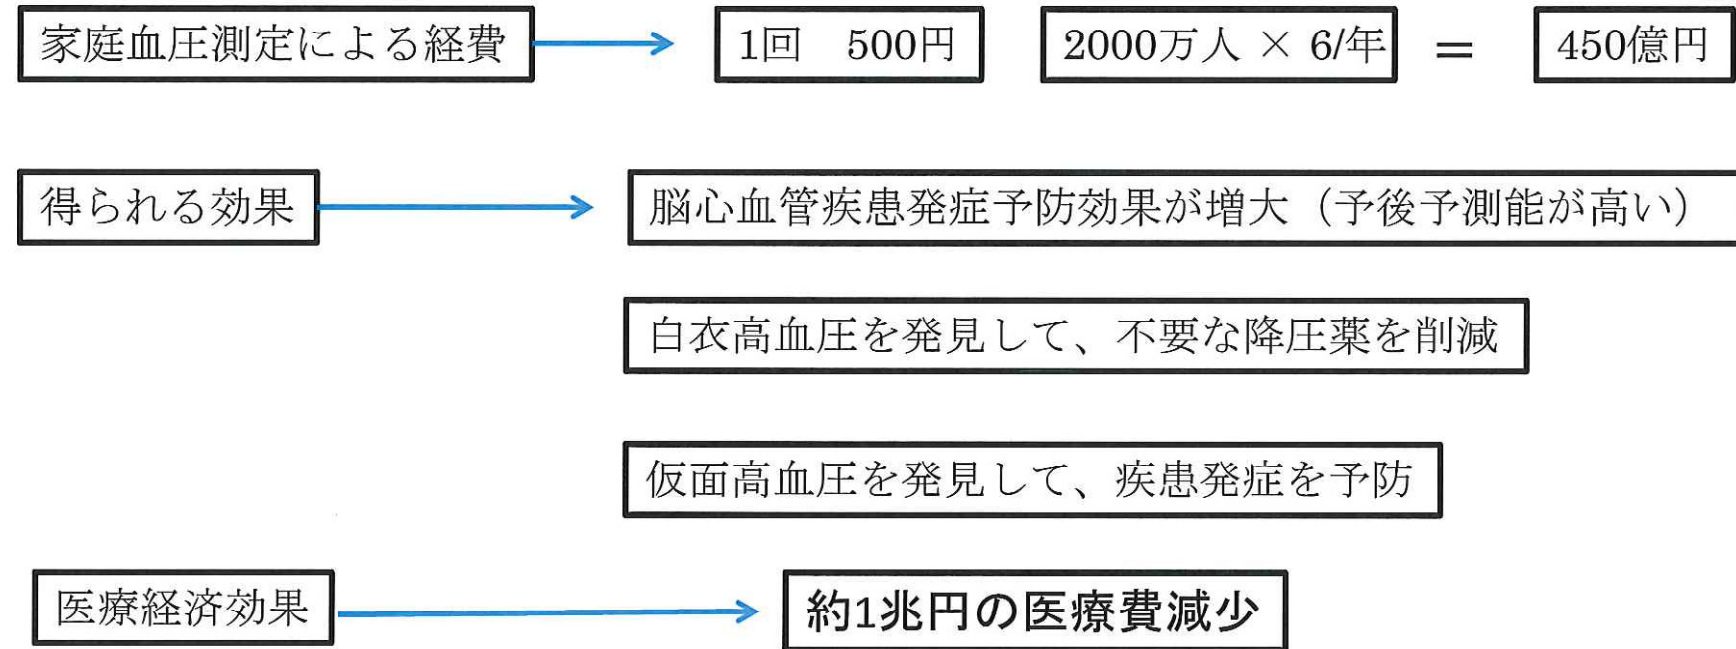 家庭血圧測定による経費 1回 500円 2000万人 × 6/年 = 450億円
得られる効果 脳心血管疾患発症予防効果が増大（予後予測能が高い）
白衣高血圧を発見して、不要な降圧薬を削減
仮面高血圧を発見して、疾患発症を予防
医療経済効果 約1兆円の医療費減少